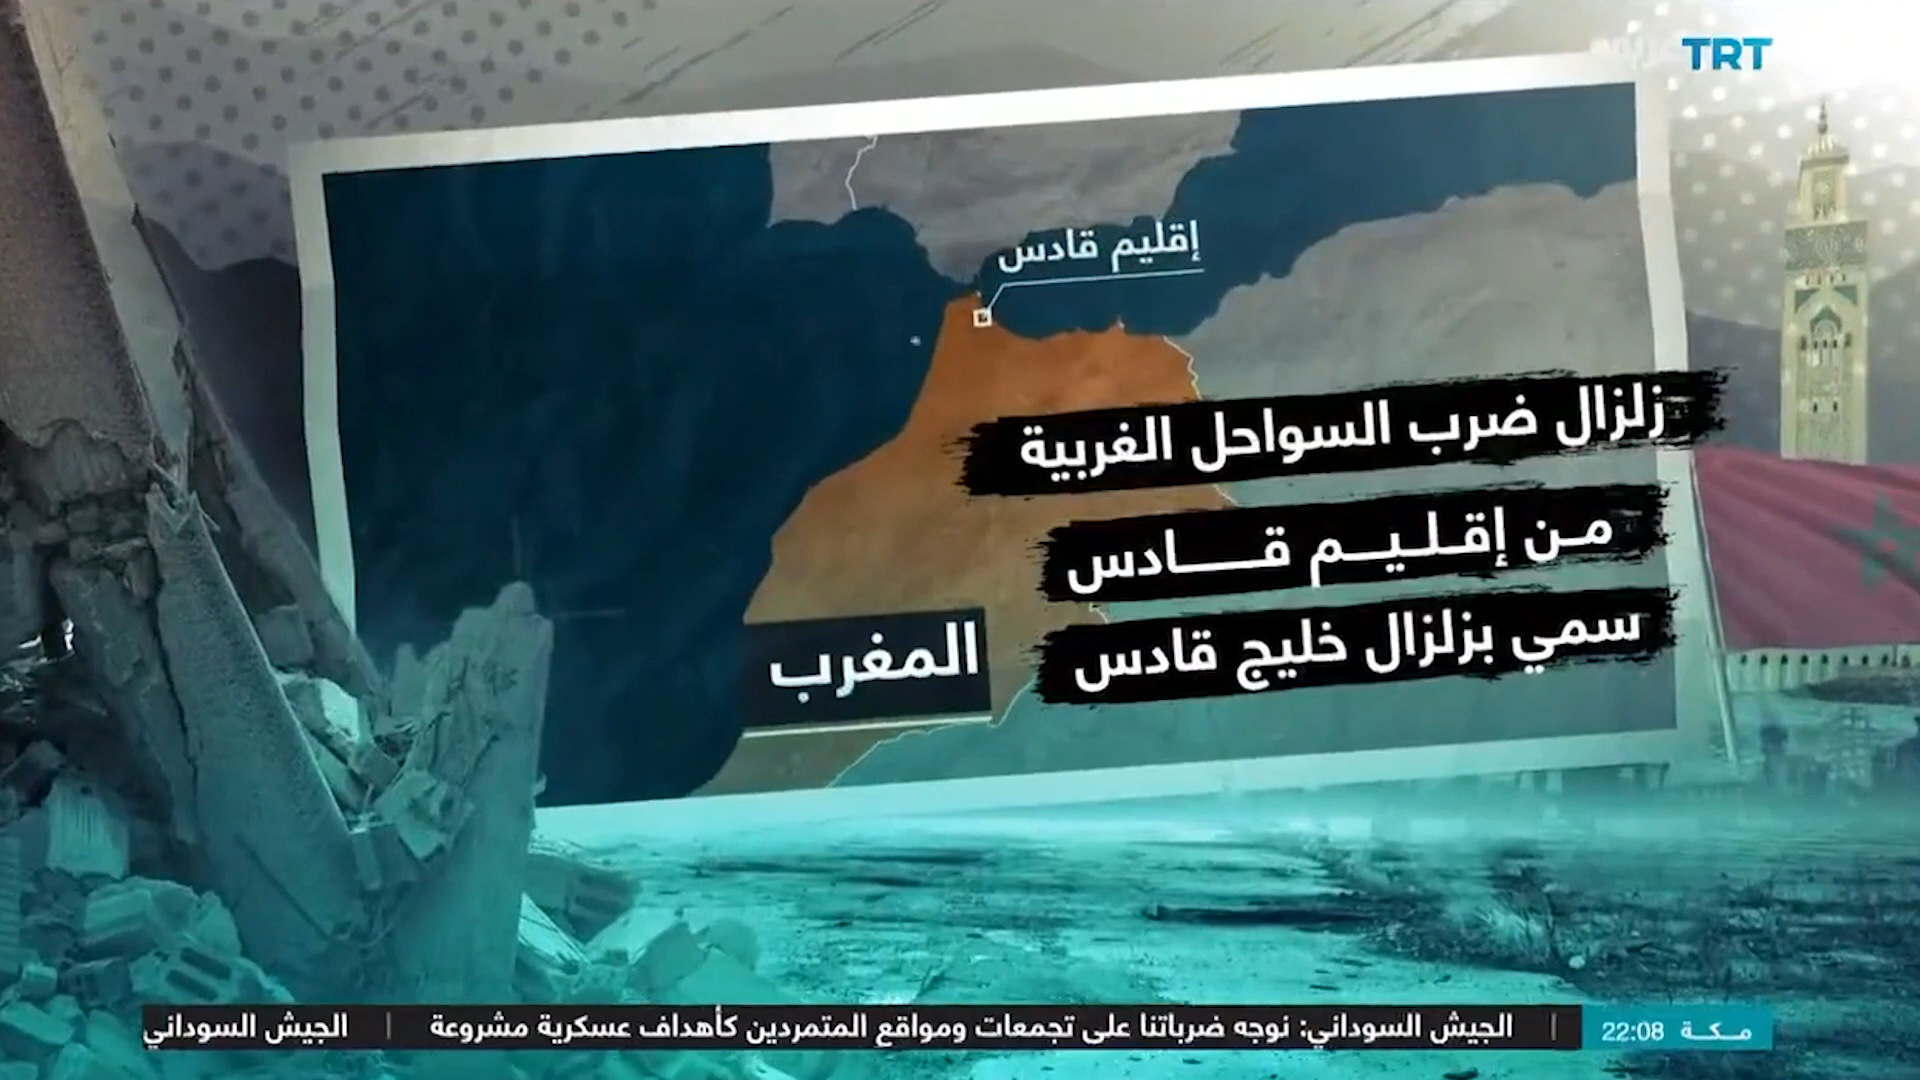 TRT
إقليم قادس
زلزال ضرب السواحل الغربية
من إقليم قادس
سمي بزلزال خليج قادس
المغرب
مكة 22:08
الجيش السوداني: نوجه ضرباتنا على تجمعات ومواقع المتمردين كأهداف عسكرية مشروعة | الجيش السوداني